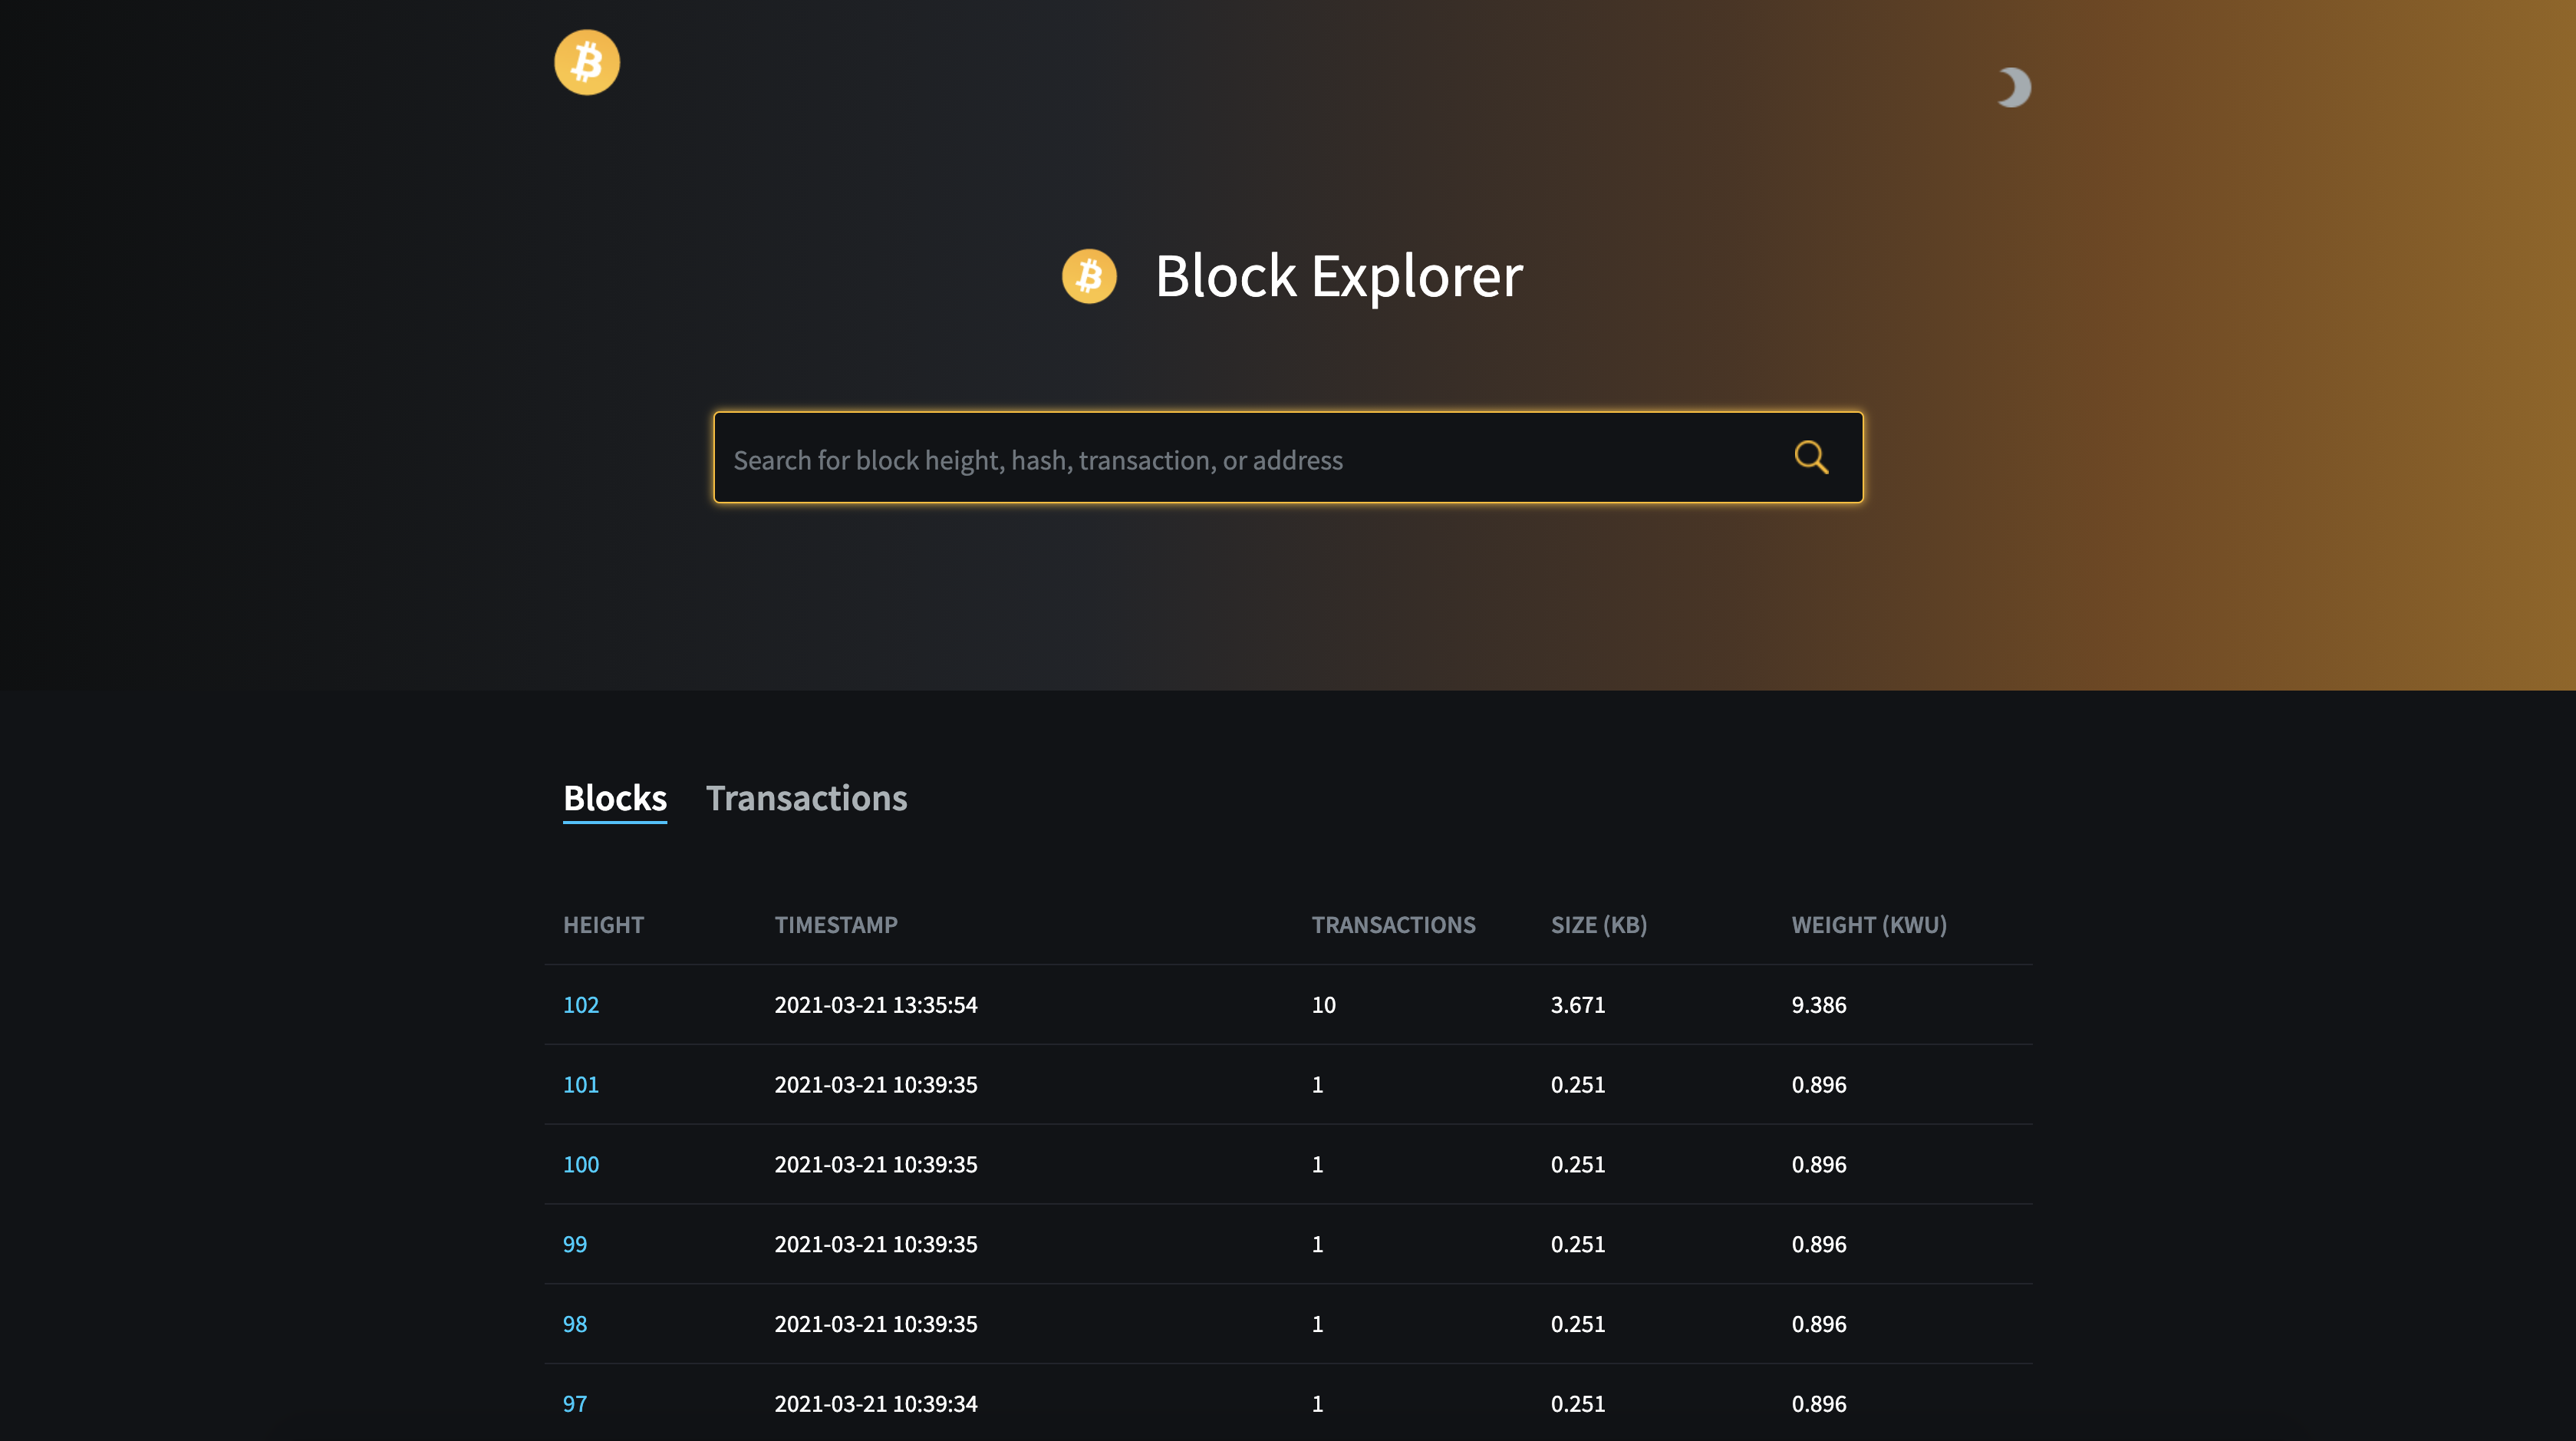 Block Explorer
Search for block height, hash, transaction, or address
Blocks Transactions
HEIGHT TIMESTAMP TRANSACTIONS SIZE (KB) WEIGHT (KWU)
102 2021-03-21 13:35:54 10 3.671 9.386
101 2021-03-21 10:39:35 1 0.251 0.896
100 2021-03-21 10:39:35 1 0.251 0.896
99 2021-03-21 10:39:35 1 0.251 0.896
98 2021-03-21 10:39:35 1 0.251 0.896
97 2021-03-21 10:39:34 1 0.251 0.896